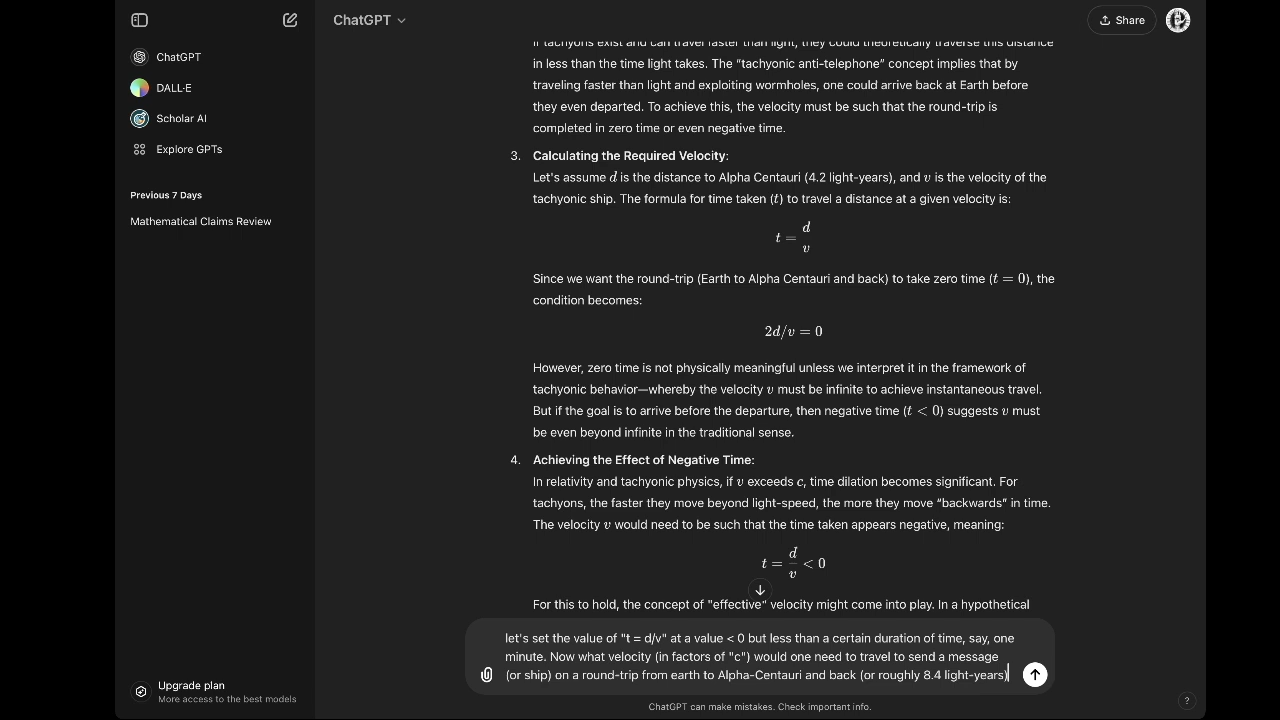 ChatGPT
Share
ChatGPT
DALL·E
Scholar AI
Explore GPTs
Previous 7 Days
Mathematical Claims Review
Upgrade plan
More access to the best models
If tachyons exist and can travel faster than light, they could theoretically traverse this distance
in less than the time light takes. The “tachyonic anti-telephone” concept implies that by
traveling faster than light and exploiting wormholes, one could arrive back at Earth before
they even departed. To achieve this, the velocity must be such that the round-trip is
completed in zero time or even negative time.
3. Calculating the Required Velocity:
Let's assume d is the distance to Alpha Centauri (4.2 light-years), and v is the velocity of the
tachyonic ship. The formula for time taken (t) to travel a distance at a given velocity is:
t = d/v
Since we want the round-trip (Earth to Alpha Centauri and back) to take zero time (t = 0), the
condition becomes:
2d/v = 0
However, zero time is not physically meaningful unless we interpret it in the framework of
tachyonic behavior—whereby the velocity v must be infinite to achieve instantaneous travel.
But if the goal is to arrive before the departure, then negative time (t < 0) suggests v must
be even beyond infinite in the traditional sense.
4. Achieving the Effect of Negative Time:
In relativity and tachyonic physics, if v exceeds c, time dilation becomes significant. For
tachyons, the faster they move beyond light-speed, the more they move “backwards” in time.
The velocity v would need to be such that the time taken appears negative, meaning:
t = d/v < 0
For this to hold, the concept of "effective" velocity might come into play. In a hypothetical
let's set the value of "t = d/v" at a value < 0 but less than a certain duration of time, say, one
minute. Now what velocity (in factors of "c") would one need to travel to send a message
(or ship) on a round-trip from earth to Alpha-Centauri and back (or roughly 8.4 light-years)
ChatGPT can make mistakes. Check important info.
?